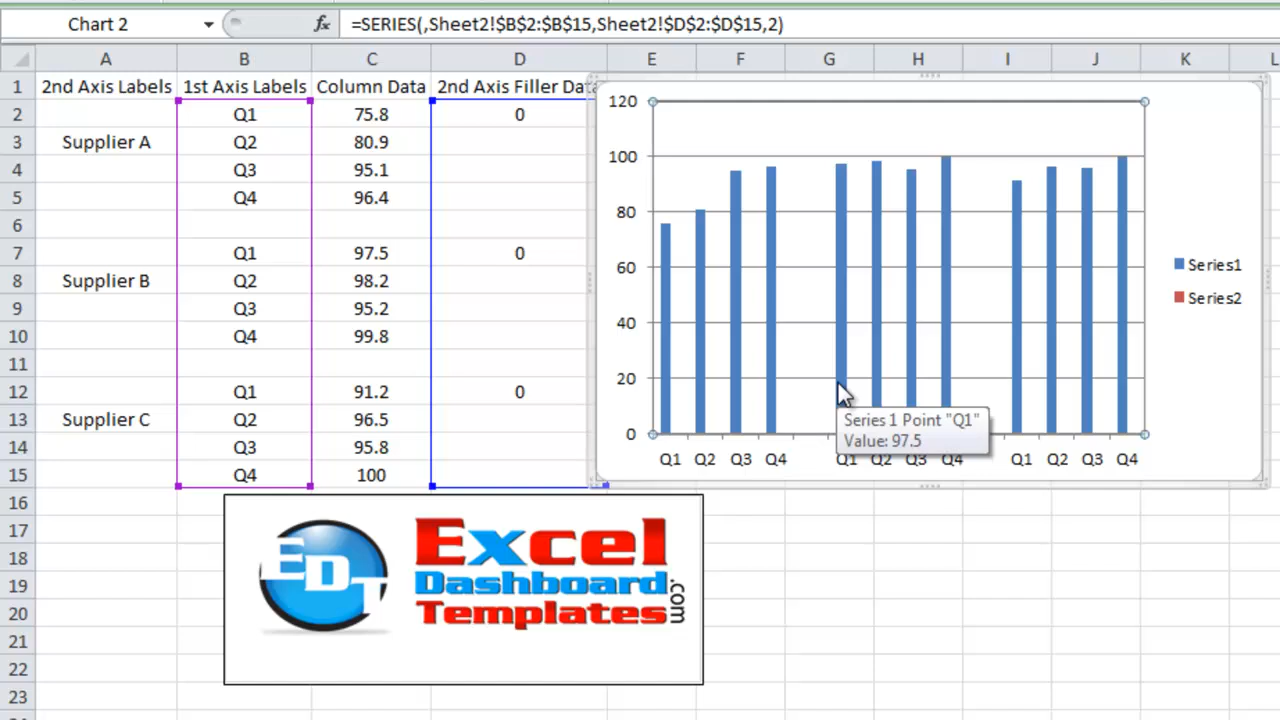 Chart 2 fx =SERIES(,Sheet2!$B$2:$B$15,Sheet2!$D$2:$D$15,2)
A B C D E F G H I J K L
1 2nd Axis Labels 1st Axis Labels Column Data 2nd Axis Filler Data
2 Q1 75.8 0
3 Supplier A Q2 80.9
4 Q3 95.1
5 Q4 96.4
6
7 Q1 97.5 0
8 Supplier B Q2 98.2
9 Q3 95.2
10 Q4 99.8
11
12 Q1 91.2 0
13 Supplier C Q2 96.5
14 Q3 95.8
15 Q4 100
16
17
18
19
20
21
22
23
120
100
80
60
40
20
0
Q1 Q2 Q3 Q4 Q1 Q2 Q3 Q4 Q1 Q2 Q3 Q4
Series1
Series2
Series 1 Point "Q1"
Value: 97.5
EDT
Excel
Dashboard
Templates
.com